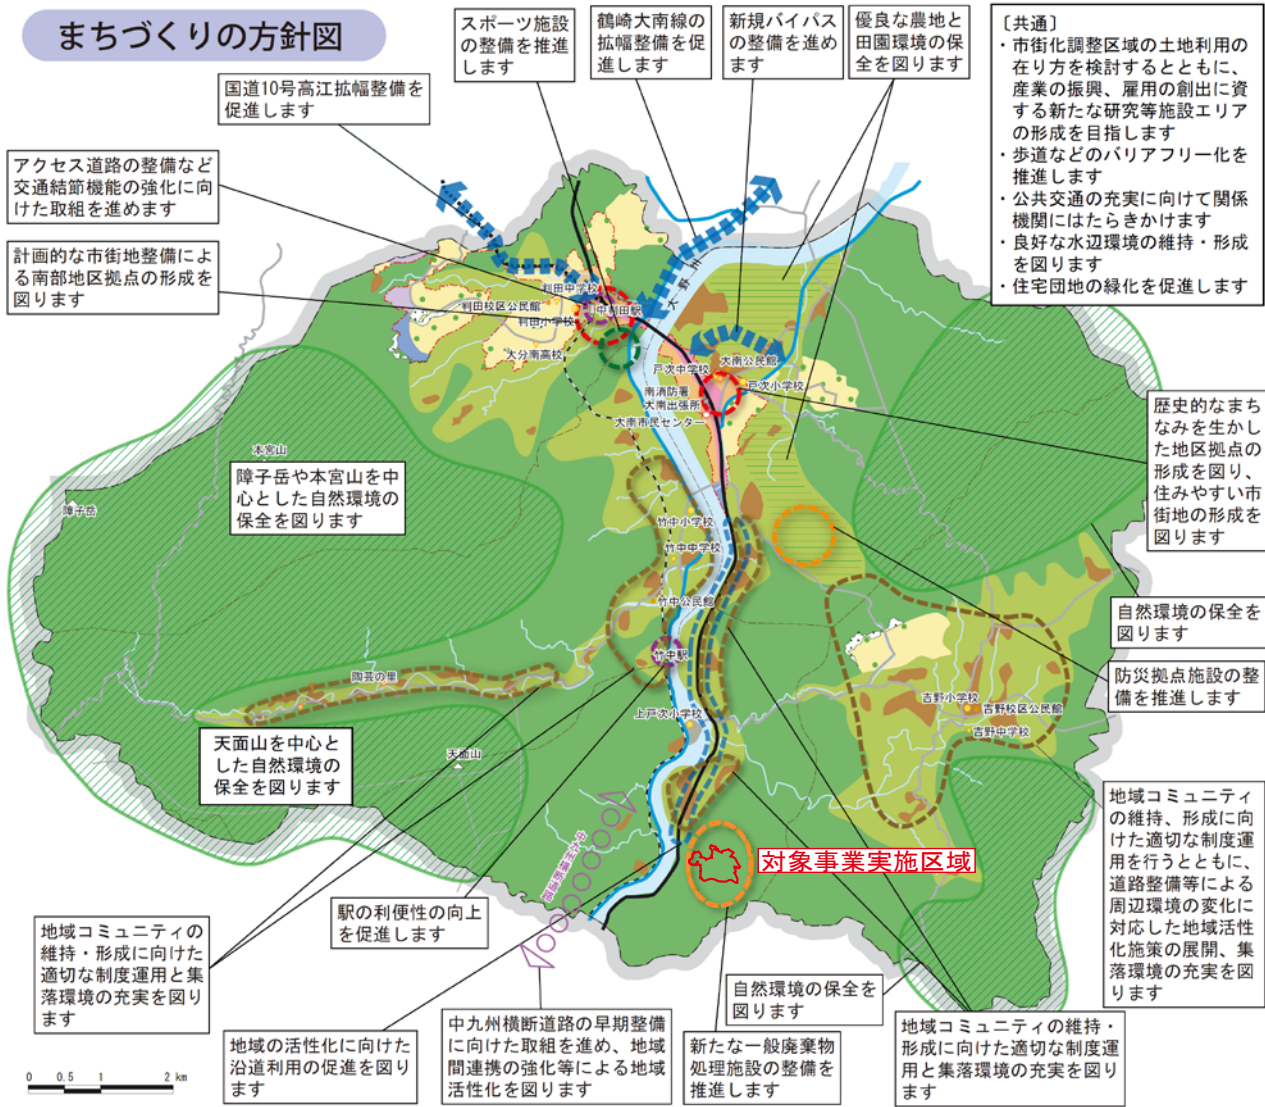 まちづくりの方針図
スポーツ施設
の整備を推進
します
鶴崎大南線の
拡幅整備を促
進します
新規バイパス
の整備を進め
ます
優良な農地と
田園環境の保
全を図ります
〔共通〕
・市街化調整区域の土地利用の
在り方を検討するとともに、
産業の振興、雇用の創出に資
する新たな研究等施設エリア
の形成を目指します
・歩道などのバリアフリー化を
推進します
・公共交通の充実に向けて関係
機関にはたらきかけます
・良好な水辺環境の維持・形成
を図ります
・住宅団地の緑化を促進します
国道10号高江拡幅整備を
促進します
アクセス道路の整備など
交通結節機能の強化に向
けた取組を進めます
計画的な市街地整備によ
る南部地区拠点の形成を
図ります
大野川
判田中学校
判田校区公民館
中判田駅
判田小学校
大分南高校
大南公民館
戸次中学校
戸次小学校
南消防署
大南出張所
大南市民センター
歴史的なまち
なみを生かし
た地区拠点の
形成を図り、
住みやすい市
街地の形成を
図ります
本宮山
障子岳
障子岳や本宮山を中
心とした自然環境の
保全を図ります
竹中小学校
竹中中学校
竹中公民館
竹中駅
自然環境の保全を
図ります
防災拠点施設の整
備を推進します
陶芸の里
上戸次小学校
吉野小学校
吉野校区公民館
吉野中学校
天面山
天面山を中心と
した自然環境の
保全を図ります
中九州横断道路
対象事業実施区域
地域コミュニティ
の維持、形成に向
けた適切な制度運
用を行うとともに、
道路整備等による
周辺環境の変化に
対応した地域活性
化施策の展開、集
落環境の充実を図
ります
地域コミュニティの
維持・形成に向けた
適切な制度運用と集
落環境の充実を図り
ます
駅の利便性の向上
を促進します
地域の活性化に向けた
沿道利用の促進を図り
ます
中九州横断道路の早期整備
に向けた取組を進め、地域
間連携の強化等による地域
活性化を図ります
自然環境の保全を
図ります
新たな一般廃棄物
処理施設の整備を
推進します
地域コミュニティの維持・
形成に向けた適切な制度運
用と集落環境の充実を図り
ます
0 0.5 1 2 km